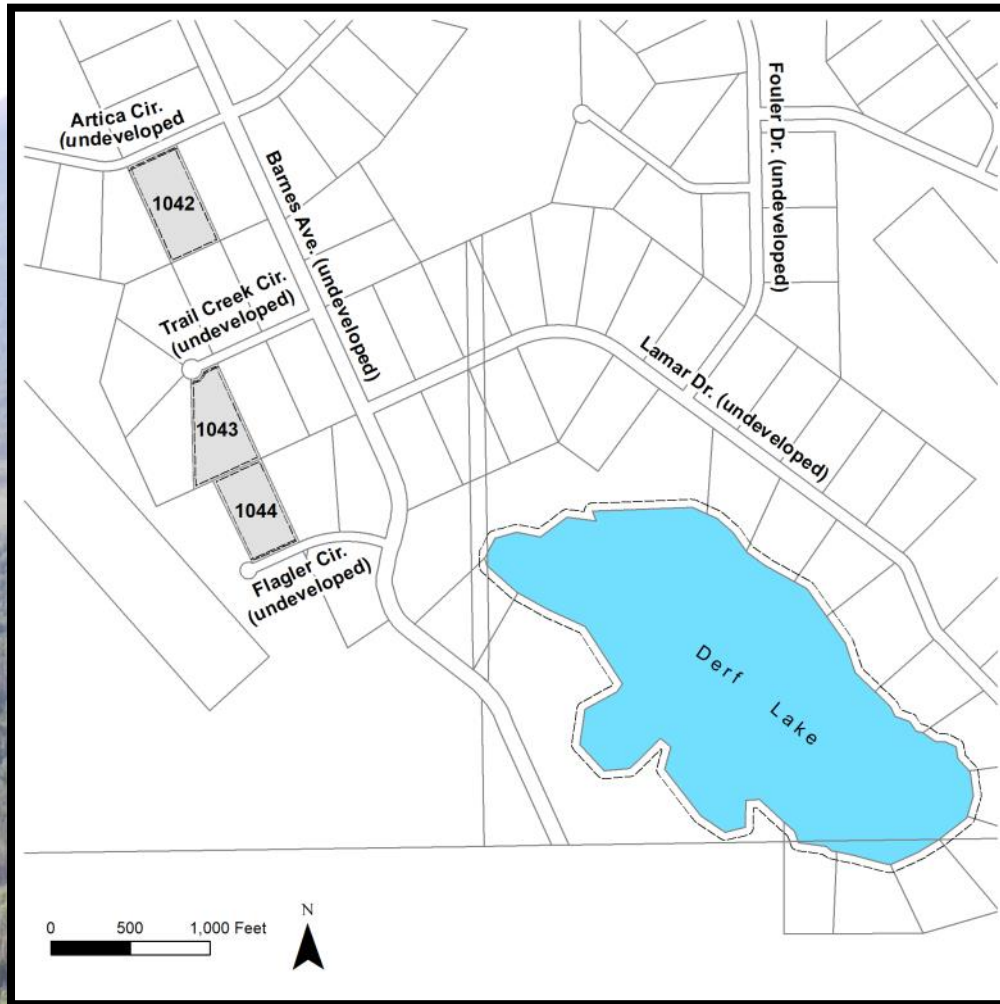 Artica Cir.
(undeveloped
1042
Barnes Ave. (undeveloped)
Fouler Dr. (undeveloped)
Trail Creek Cir.
(undeveloped)
Lamar Dr. (undeveloped)
1043
1044
Flagler Cir.
(undeveloped)
Derf Lake
0 500 1,000 Feet
N